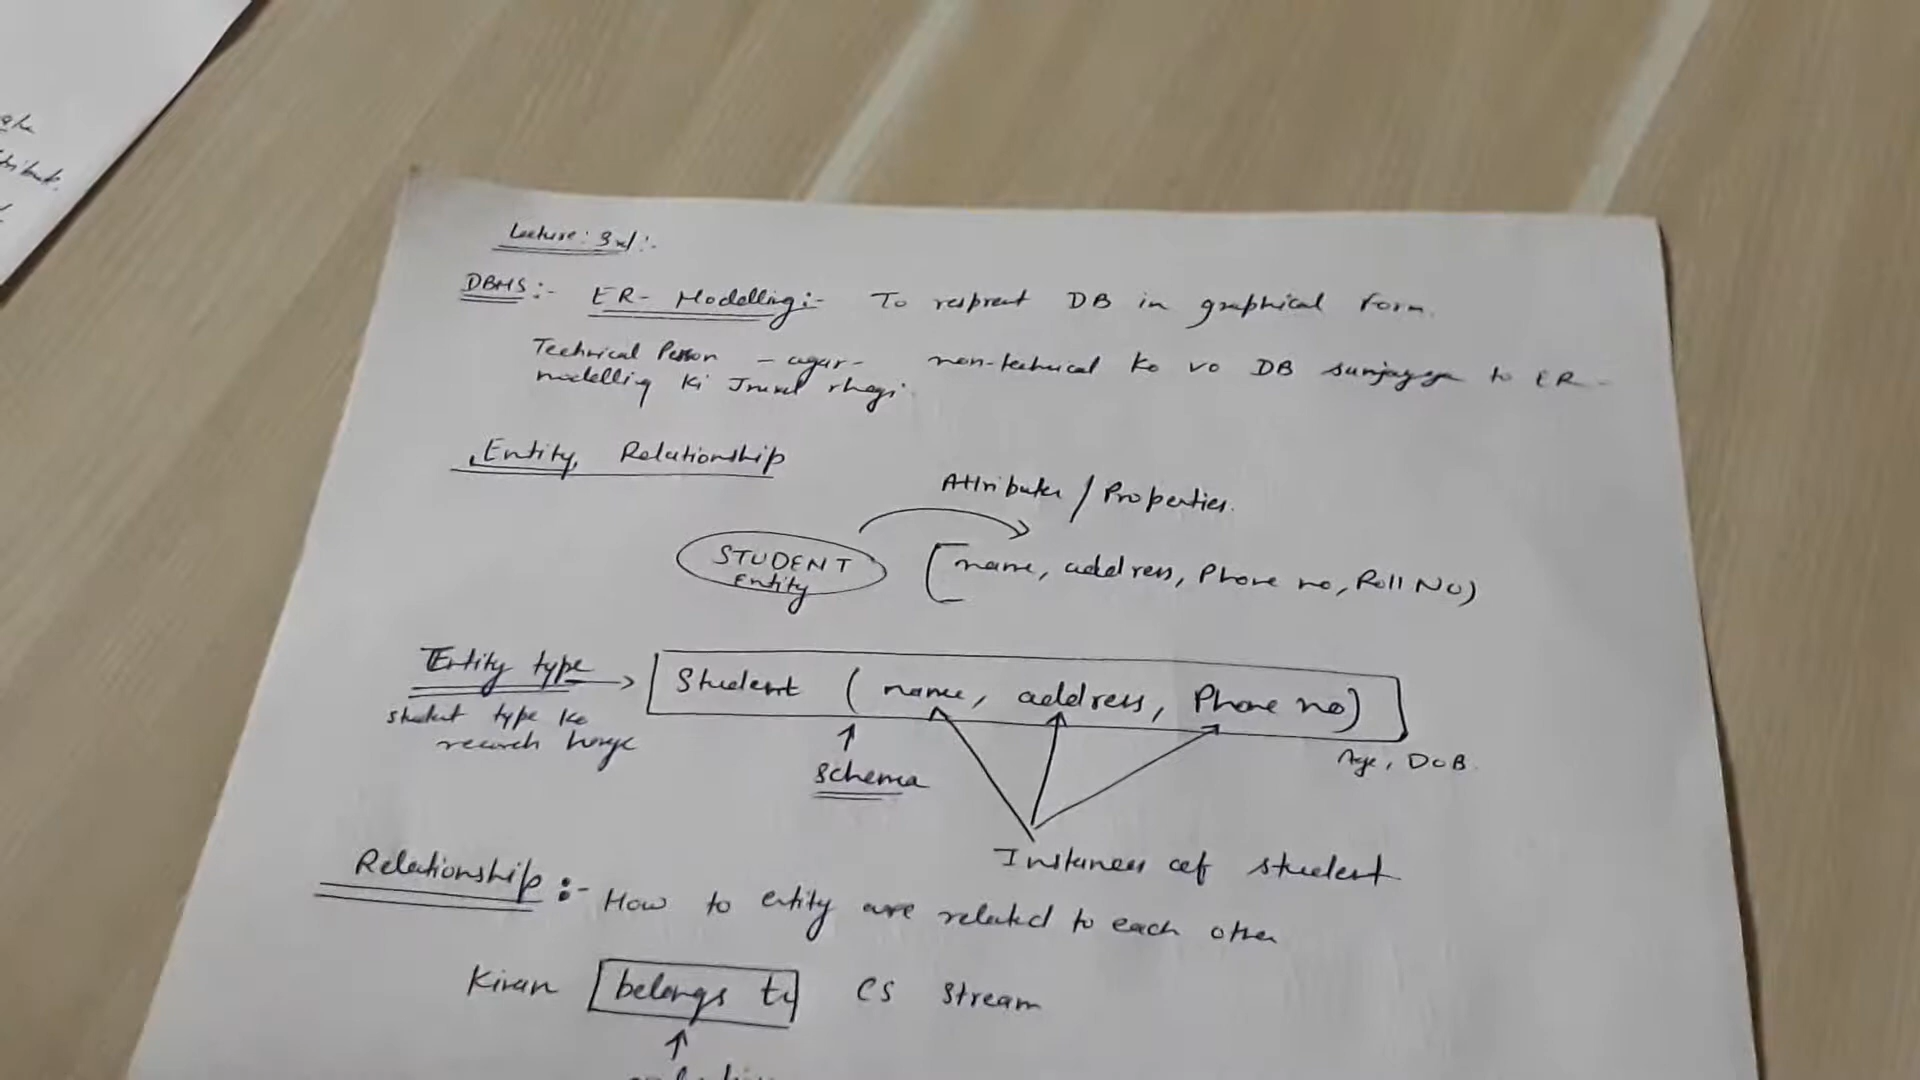 Lecture: 3rd :-
DBMS :- ER- Modelling :- To resprent DB in graphical form.
Technical Person - agar - non-technical ko vo DB sumjayga to ER -
modelling ki Jrurat rhegi.
Entity Relationship
Attributes / Properties.
STUDENT
Entity
(name, address, Phone no, Roll No)
Entity type
Student (name, address, Phone no)
student type ke
records honge
Age, DOB
schema
Instances of student
Relationship :- How to entity are related to each other
Kiran belongs to CS stream